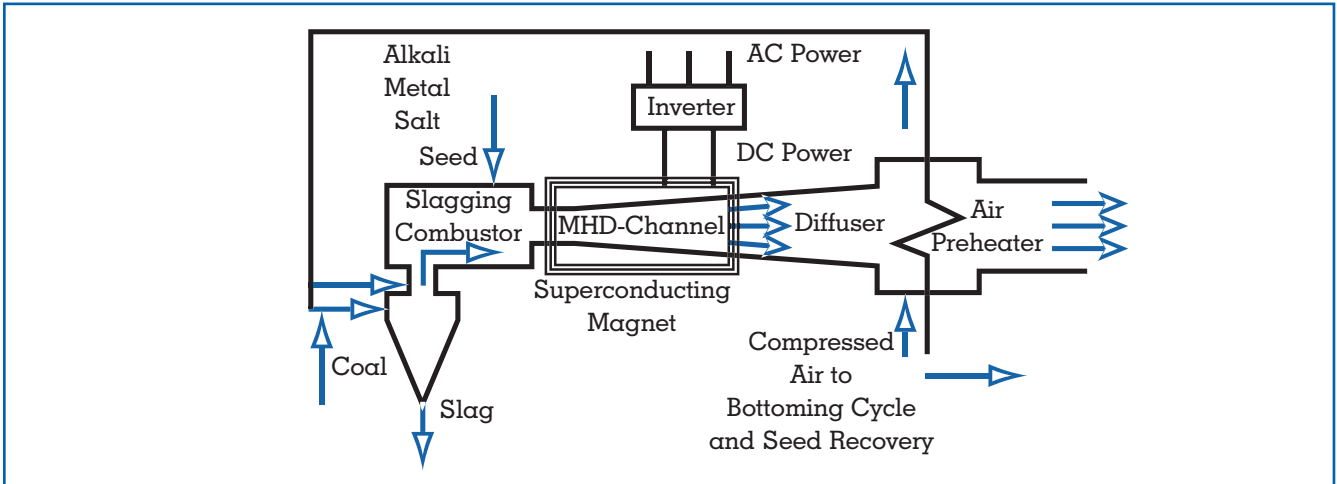 Alkali
Metal
Salt
Seed
AC Power
Inverter
DC Power
Slagging
Combustor
MHD-Channel
Diffuser
Air
Preheater
Superconducting
Magnet
Coal
Slag
Compressed
Air to
Bottoming Cycle
and Seed Recovery